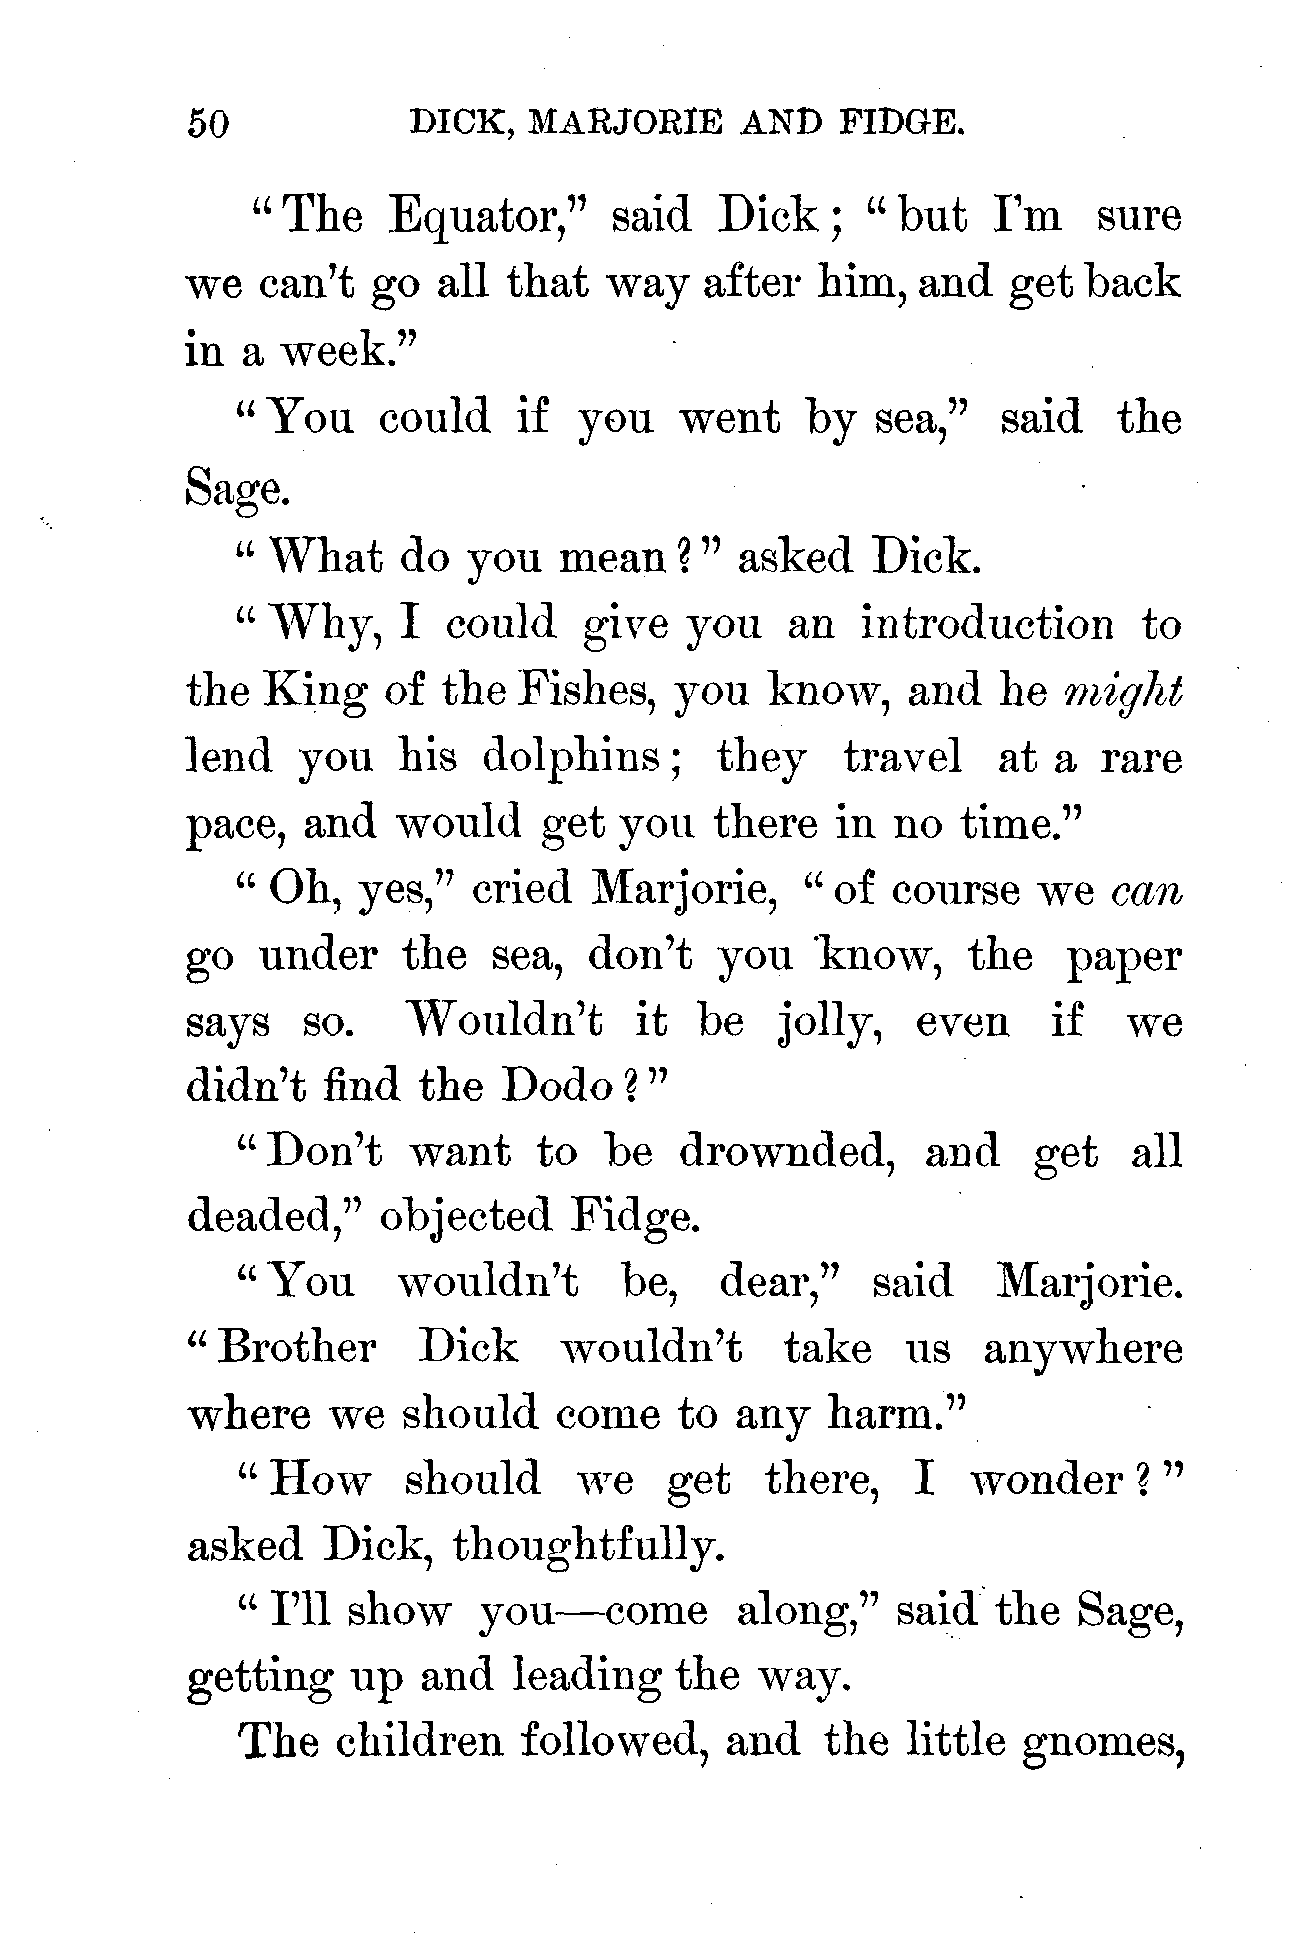 50 DICK, MARJORIE AND FIDGE.
“The Equator,” said Dick; “but I’m sure
we can’t go all that way after him, and get back
in a week.”
“You could if you went by sea,” said the
Sage.
“What do you mean?” asked Dick.
“Why, I could give you an introduction to
the King of the Fishes, you know, and he might
lend you his dolphins; they travel at a rare
pace, and would get you there in no time.”
“Oh, yes,” cried Marjorie, “of course we can
go under the sea, don’t you know, the paper
says so. Wouldn’t it be jolly, even if we
didn’t find the Dodo?”
“Don’t want to be drownded, and get all
deaded,” objected Fidge.
“You wouldn’t be, dear,” said Marjorie.
“Brother Dick wouldn’t take us anywhere
where we should come to any harm.”
“How should we get there, I wonder?”
asked Dick, thoughtfully.
“I’ll show you—come along,” said the Sage,
getting up and leading the way.
The children followed, and the little gnomes,